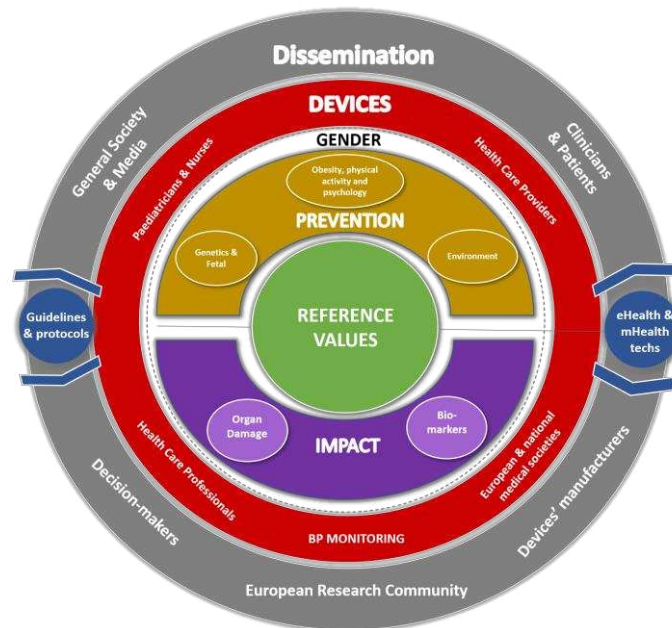 Dissemination
General Society
& Media
Clinicians
& Patients
DEVICES
Paediatricians & Nurses
Health Care Providers
GENDER
Obesity, physical
activity and
psychology
PREVENTION
Genetics &
Fetal
Environment
Guidelines
& protocols
REFERENCE
VALUES
eHealth &
mHealth
techs
Organ
Damage
Bio-
markers
IMPACT
Health Care Professionals
European & national
medical societies
BP MONITORING
Decision-makers
Devices' manufacturers
European Research Community